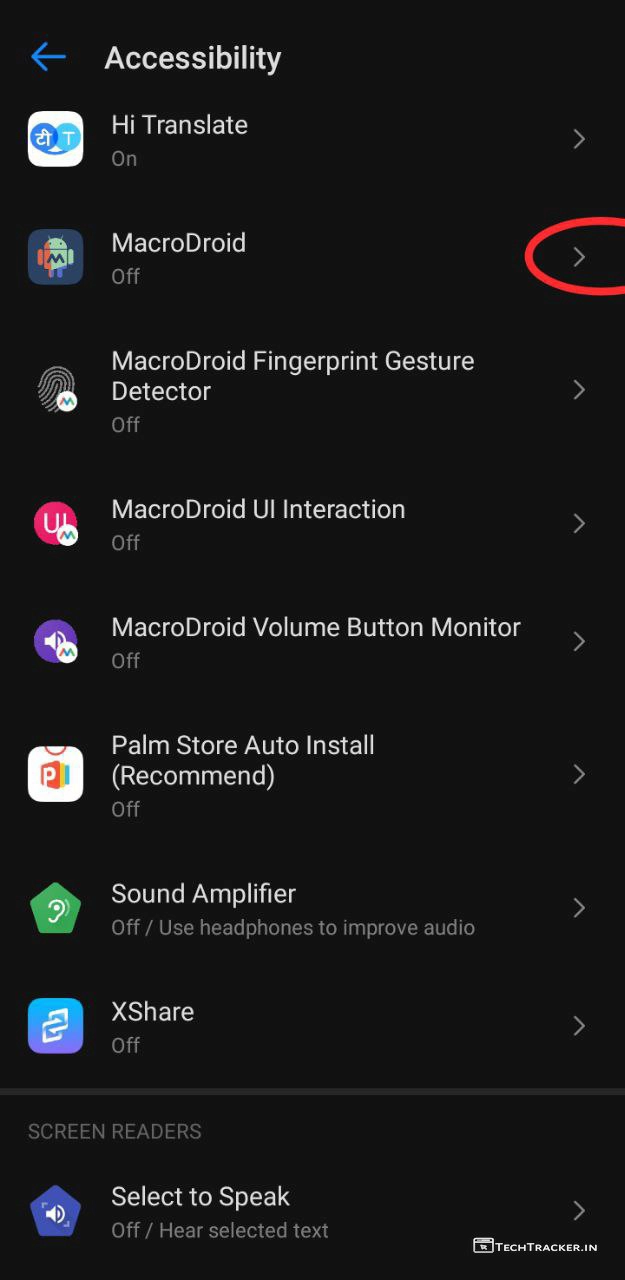 Accessibility
Hi Translate
On
MacroDroid
Off
MacroDroid Fingerprint Gesture
Detector
Off
MacroDroid UI Interaction
Off
MacroDroid Volume Button Monitor
Off
Palm Store Auto Install
(Recommend)
Off
Sound Amplifier
Off / Use headphones to improve audio
XShare
Off
SCREEN READERS
Select to Speak
Off / Hear selected text
TECHTRACKER.IN